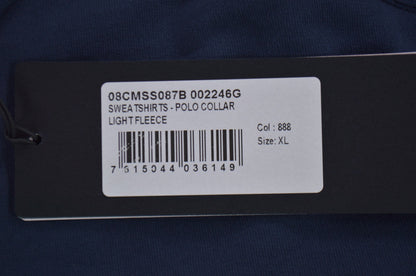 08CMSS087B 002246G
SWEATSHIRTS - POLO COLLAR
LIGHT FLEECE
Col : 888
Size: XL
7 615044 036149